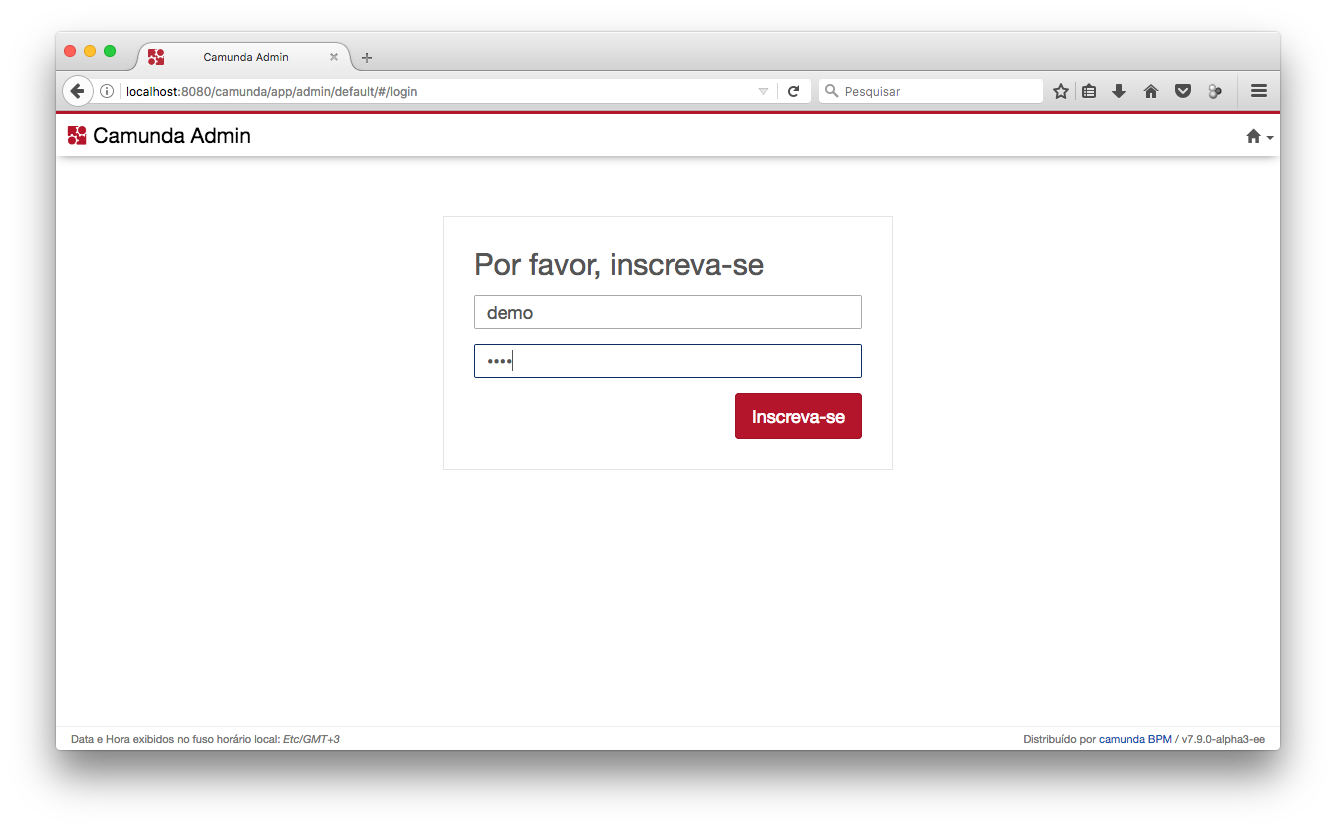 Camunda Admin
localhost:8080/camunda/app/admin/default/#/login
Pesquisar
Camunda Admin
Por favor, inscreva-se
demo
••••
Inscreva-se
Data e Hora exibidos no fuso horário local: Etc/GMT+3
Distribuído por camunda BPM / v7.9.0-alpha3-ee